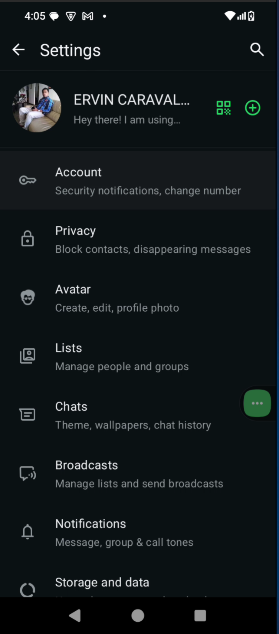 4:05
Settings
ERVIN CARAVAL...
Hey there! I am using...
Account
Security notifications, change number
Privacy
Block contacts, disappearing messages
Avatar
Create, edit, profile photo
Lists
Manage people and groups
Chats
Theme, wallpapers, chat history
Broadcasts
Manage lists and send broadcasts
Notifications
Message, group & call tones
Storage and data